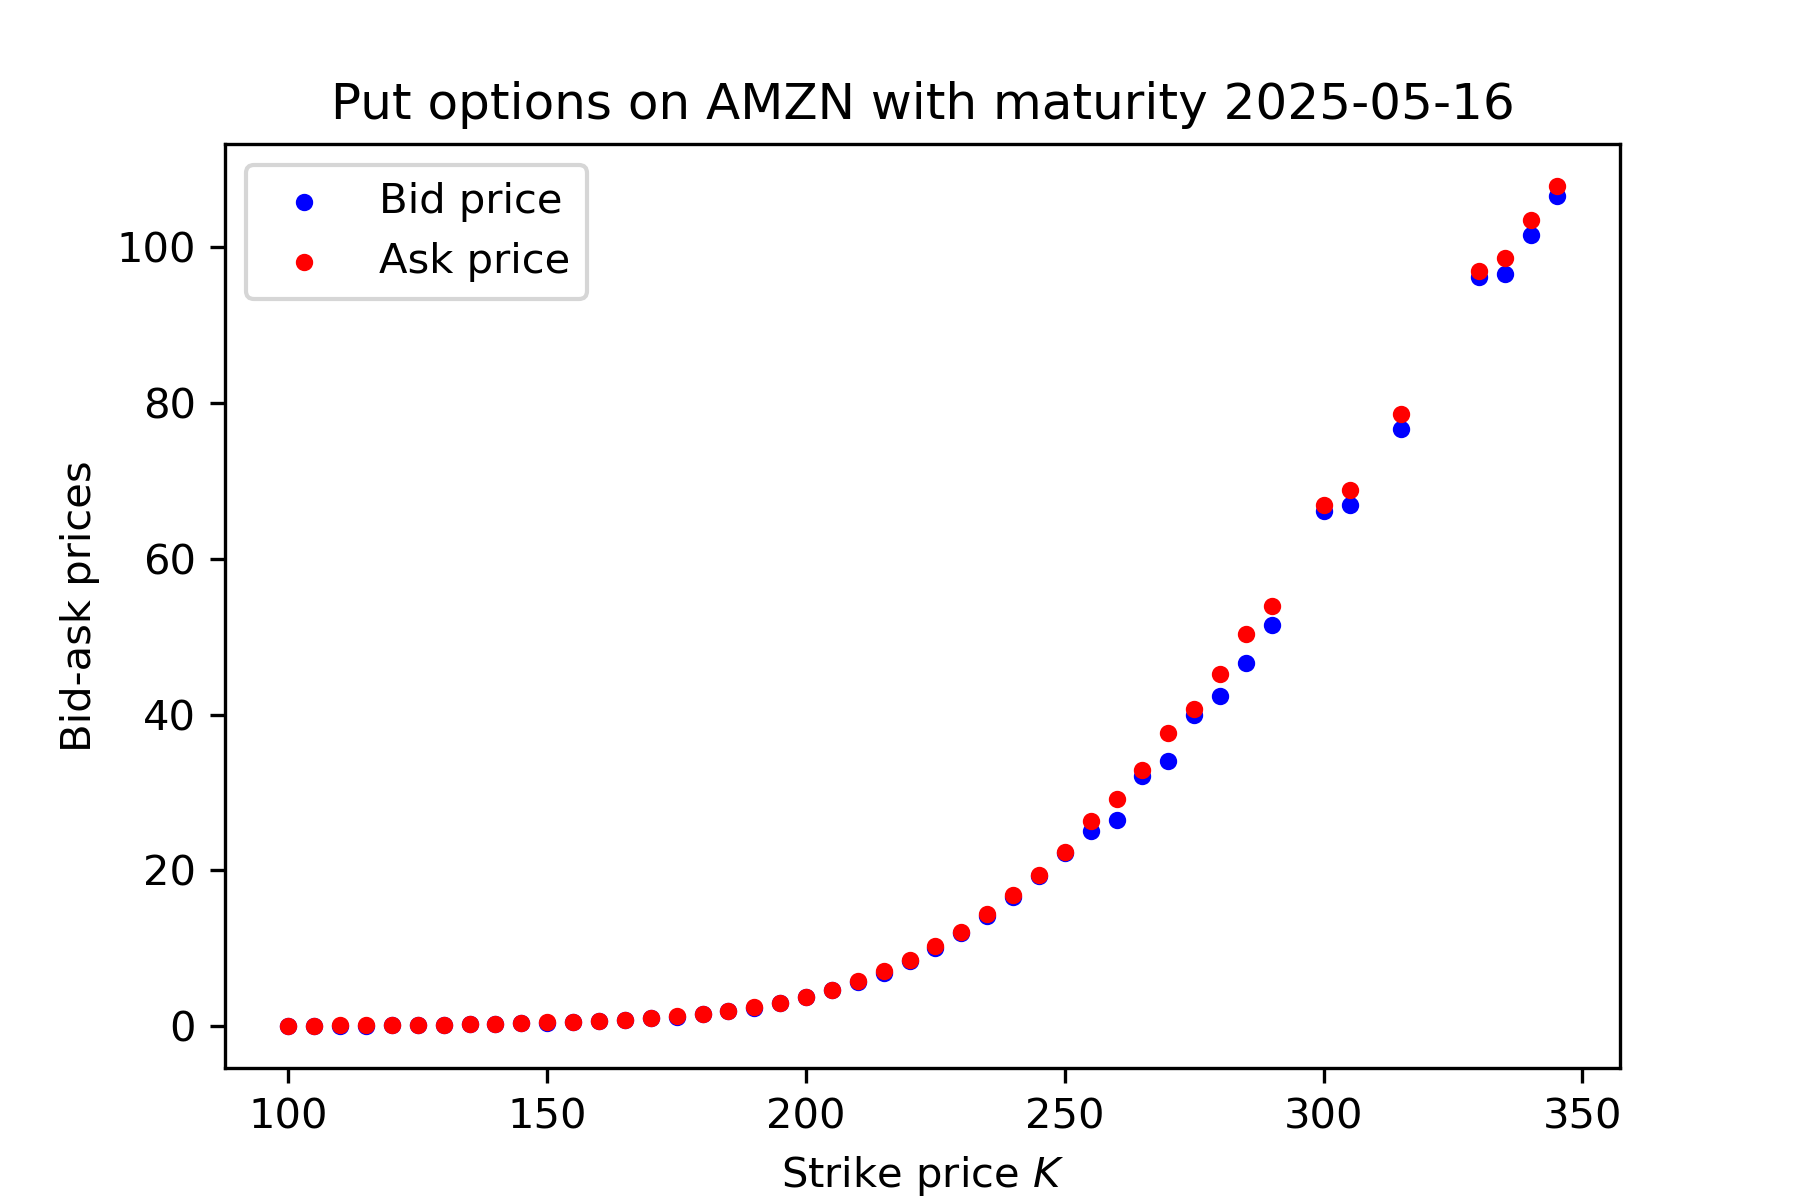 Put options on AMZN with maturity 2025-05-16
Bid price
Ask price
100
80
60
40
20
0
Bid-ask prices
100 150 200 250 300 350
Strike price K